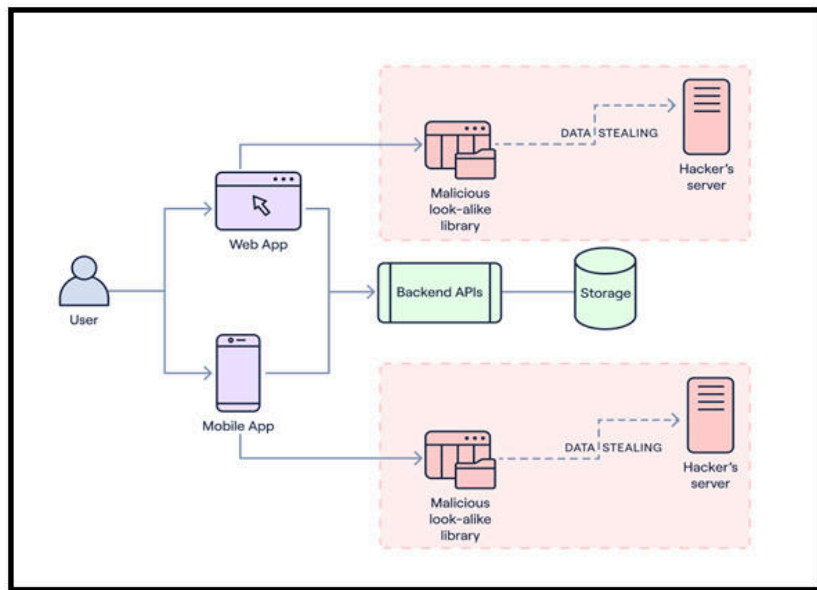 DATA STEALING
Hacker's
server
Malicious
look-alike
library
Web App
Backend APIs
Storage
User
Mobile App
DATA STEALING
Hacker's
server
Malicious
look-alike
library